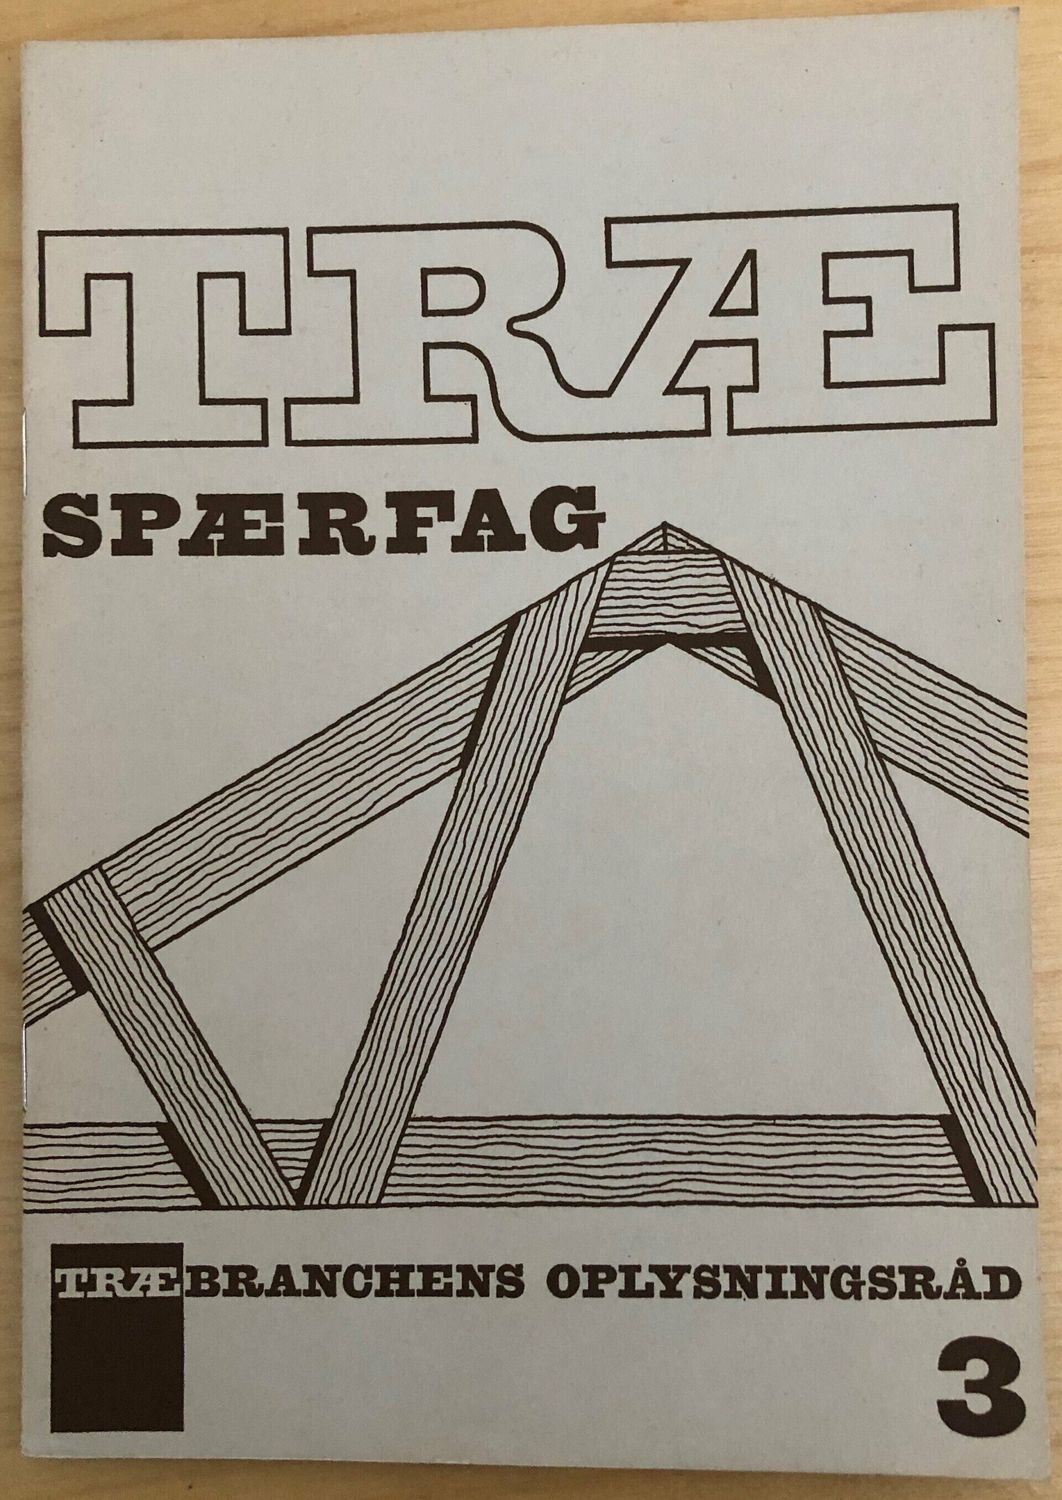 TRÆ
SPÆRFAG
TRÆBRANCHENS OPLYSNINGSRÅD
3